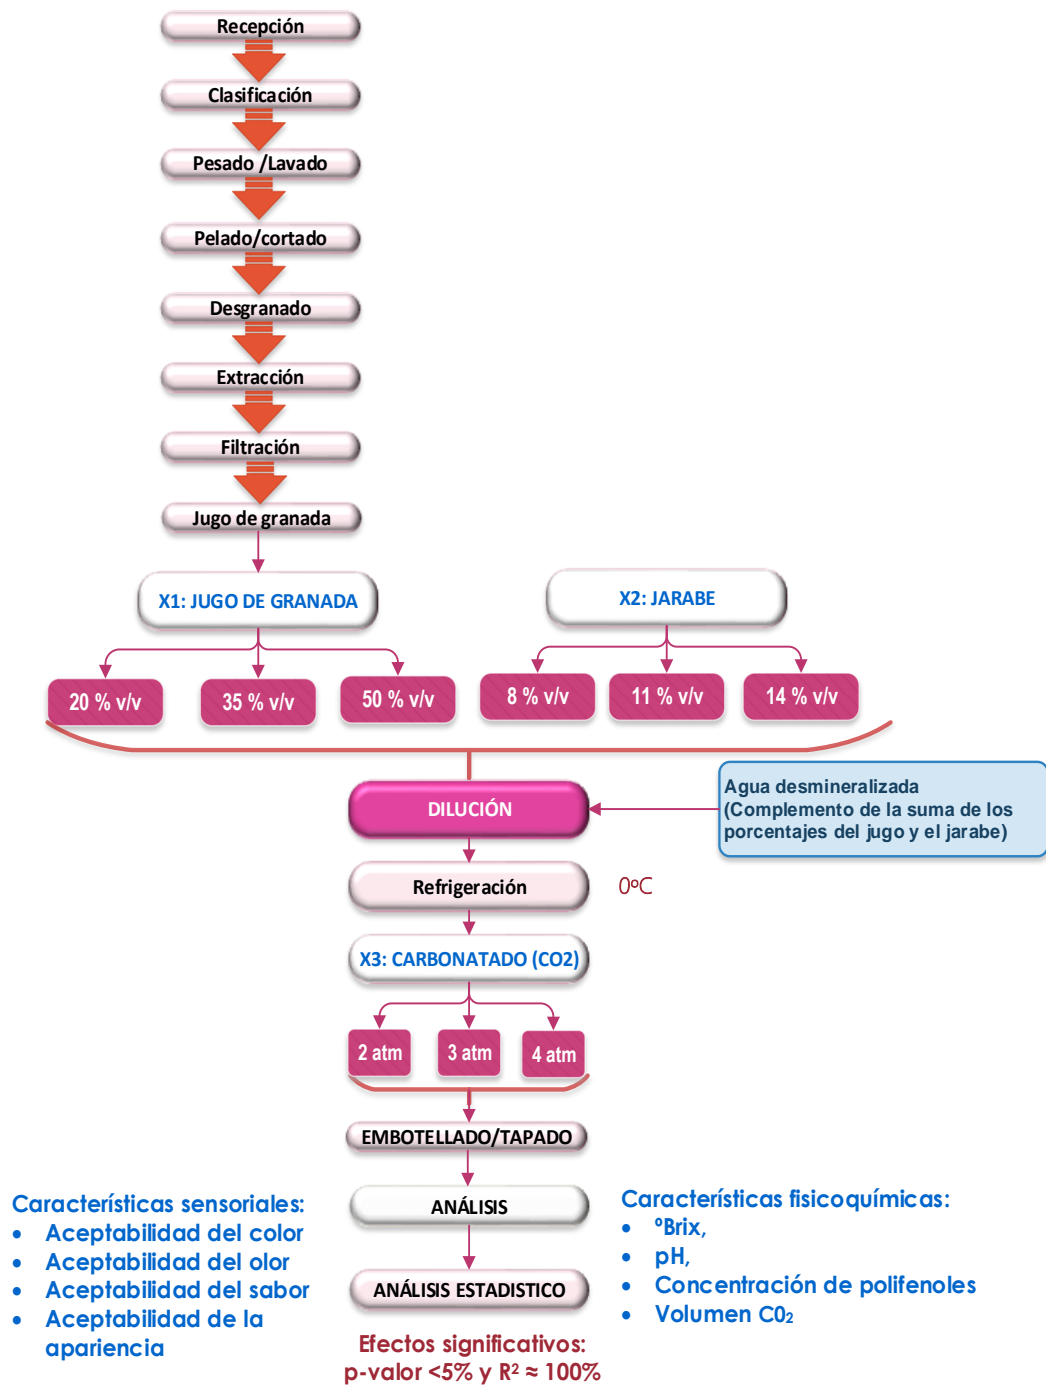 Recepción
Clasificación
Pesado /Lavado
Pelado/cortado
Desgranado
Extracción
Filtración
Jugo de granada
X1: JUGO DE GRANADA
X2: JARABE
20 % v/v
35 % v/v
50 % v/v
8 % v/v
11 % v/v
14 % v/v
DILUCIÓN
Agua desmineralizada
(Complemento de la suma de los
porcentajes del jugo y el jarabe)
Refrigeración
0ºC
X3: CARBONATADO (CO2)
2 atm
3 atm
4 atm
EMBOTELLADO/TAPADO
ANÁLISIS
ANÁLISIS ESTADISTICO
Efectos significativos:
p-valor <5% y R² ≈ 100%
Características sensoriales:
• Aceptabilidad del color
• Aceptabilidad del olor
• Aceptabilidad del sabor
• Aceptabilidad de la
apariencia
Características fisicoquímicas:
• ºBrix,
• pH,
• Concentración de polifenoles
• Volumen C0₂